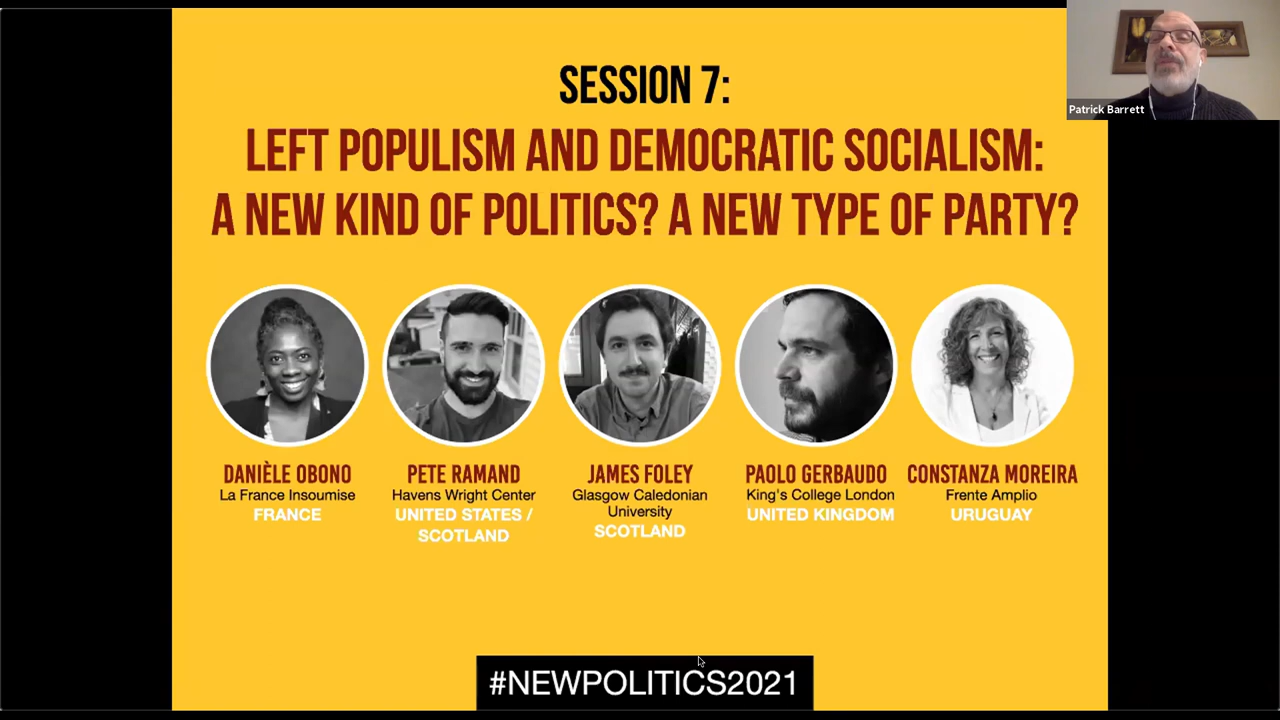 Patrick Barrett
SESSION 7:
LEFT POPULISM AND DEMOCRATIC SOCIALISM:
A NEW KIND OF POLITICS? A NEW TYPE OF PARTY?
DANIÈLE OBONO
La France Insoumise
FRANCE
PETE RAMAND
Havens Wright Center
UNITED STATES /
SCOTLAND
JAMES FOLEY
Glasgow Caledonian
University
SCOTLAND
PAOLO GERBAUDO
King's College London
UNITED KINGDOM
CONSTANZA MOREIRA
Frente Amplio
URUGUAY
#NEWPOLITICS2021